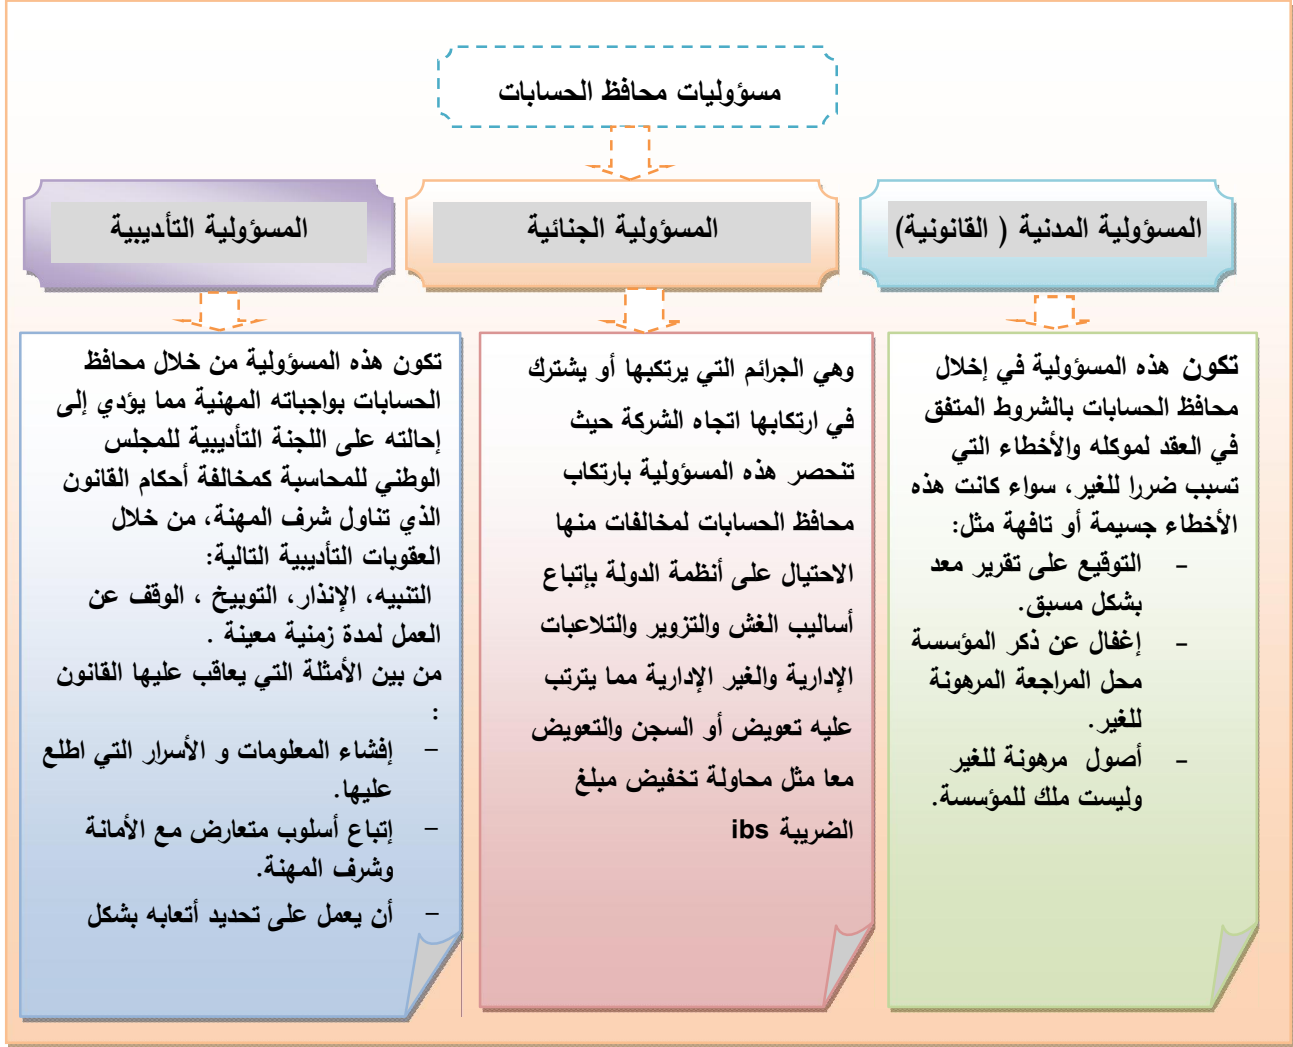 مسؤوليات محافظ الحسابات
المسؤولية المدنية ( القانونية)
تكون هذه المسؤولية في إخلال
محافظ الحسابات بالشروط المتفق
في العقد لموكله والأخطاء التي
تسبب ضررا للغير، سواء كانت هذه
الأخطاء جسيمة أو تافهة مثل:
- التوقيع على تقرير معد
بشكل مسبق.
- إغفال عن ذكر المؤسسة
محل المراجعة المرهونة
للغير.
- أصول مرهونة للغير
وليست ملك للمؤسسة.
المسؤولية الجنائية
وهي الجرائم التي يرتكبها أو يشترك
في ارتكابها اتجاه الشركة حيث
تنحصر هذه المسؤولية بارتكاب
محافظ الحسابات لمخالفات منها
الاحتيال على أنظمة الدولة بإتباع
أساليب الغش والتزوير والتلاعبات
الإدارية والغير الإدارية مما يترتب
عليه تعويض أو السجن والتعويض
معا مثل محاولة تخفيض مبلغ
الضريبة ibs
المسؤولية التأديبية
تكون هذه المسؤولية من خلال محافظ
الحسابات بواجباته المهنية مما يؤدي إلى
إحالته على اللجنة التأديبية للمجلس
الوطني للمحاسبة كمخالفة أحكام القانون
الذي تناول شرف المهنة، من خلال
العقوبات التأديبية التالية:
التنبيه، الإنذار، التوبيخ ، الوقف عن
العمل لمدة زمنية معينة .
من بين الأمثلة التي يعاقب عليها القانون
:
- إفشاء المعلومات و الأسرار التي اطلع
عليها.
- إتباع أسلوب متعارض مع الأمانة
وشرف المهنة.
- أن يعمل على تحديد أتعابه بشكل